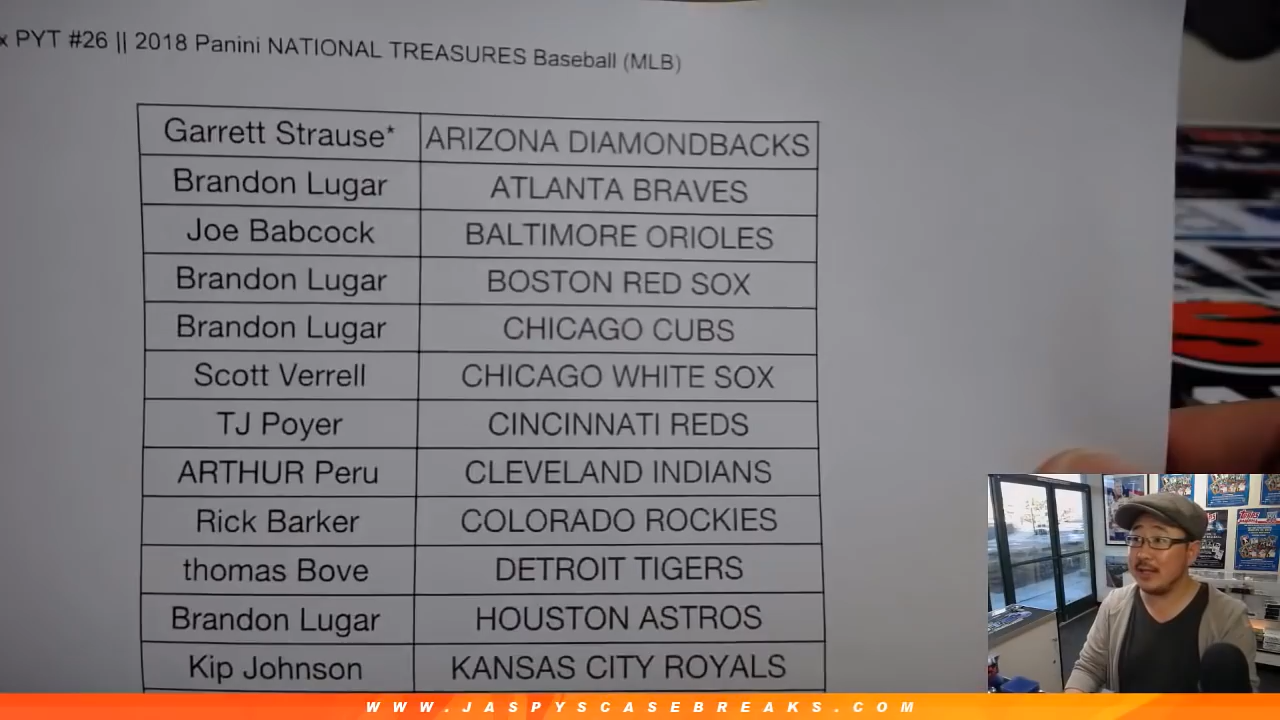 x PYT #26 || 2018 Panini NATIONAL TREASURES Baseball (MLB)
Garrett Strause* ARIZONA DIAMONDBACKS
Brandon Lugar ATLANTA BRAVES
Joe Babcock BALTIMORE ORIOLES
Brandon Lugar BOSTON RED SOX
Brandon Lugar CHICAGO CUBS
Scott Verrell CHICAGO WHITE SOX
TJ Poyer CINCINNATI REDS
ARTHUR Peru CLEVELAND INDIANS
Rick Barker COLORADO ROCKIES
thomas Bove DETROIT TIGERS
Brandon Lugar HOUSTON ASTROS
Kip Johnson KANSAS CITY ROYALS
WWW.JASPYSCASEBREAKS.COM